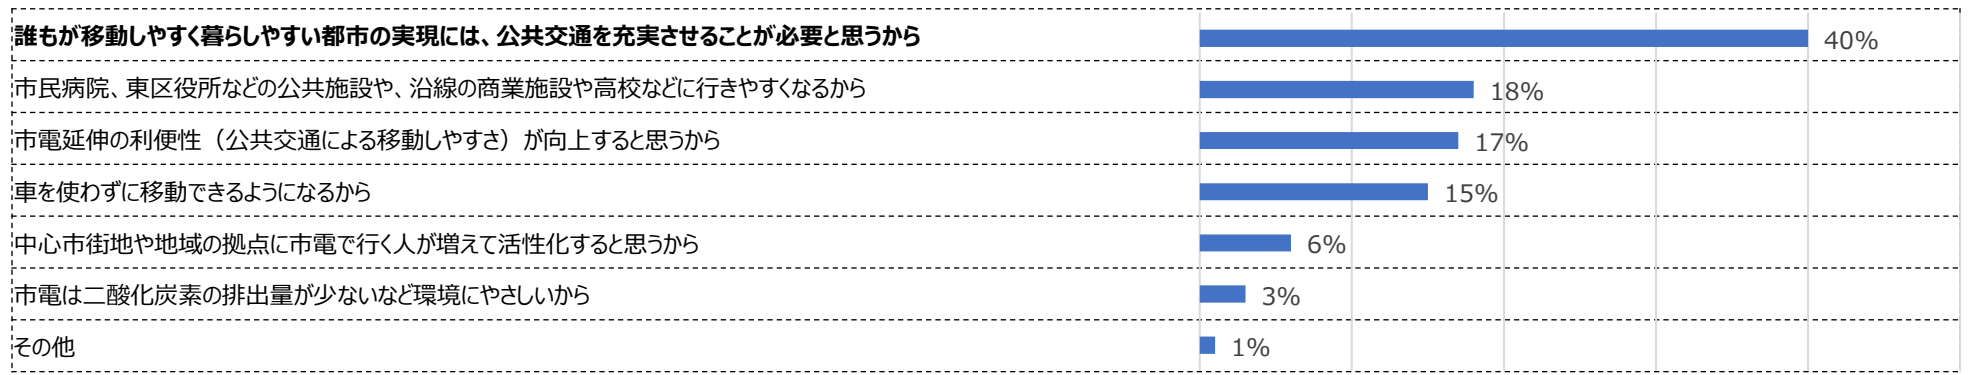 誰もが移動しやすく暮らしやすい都市の実現には、公共交通を充実させることが必要と思うから 40%
市民病院、東区役所などの公共施設や、沿線の商業施設や高校などに行きやすくなるから 18%
市電延伸の利便性（公共交通による移動しやすさ）が向上すると思うから 17%
車を使わずに移動できるようになるから 15%
中心市街地や地域の拠点に市電で行く人が増えて活性化すると思うから 6%
市電は二酸化炭素の排出量が少ないなど環境にやさしいから 3%
その他 1%